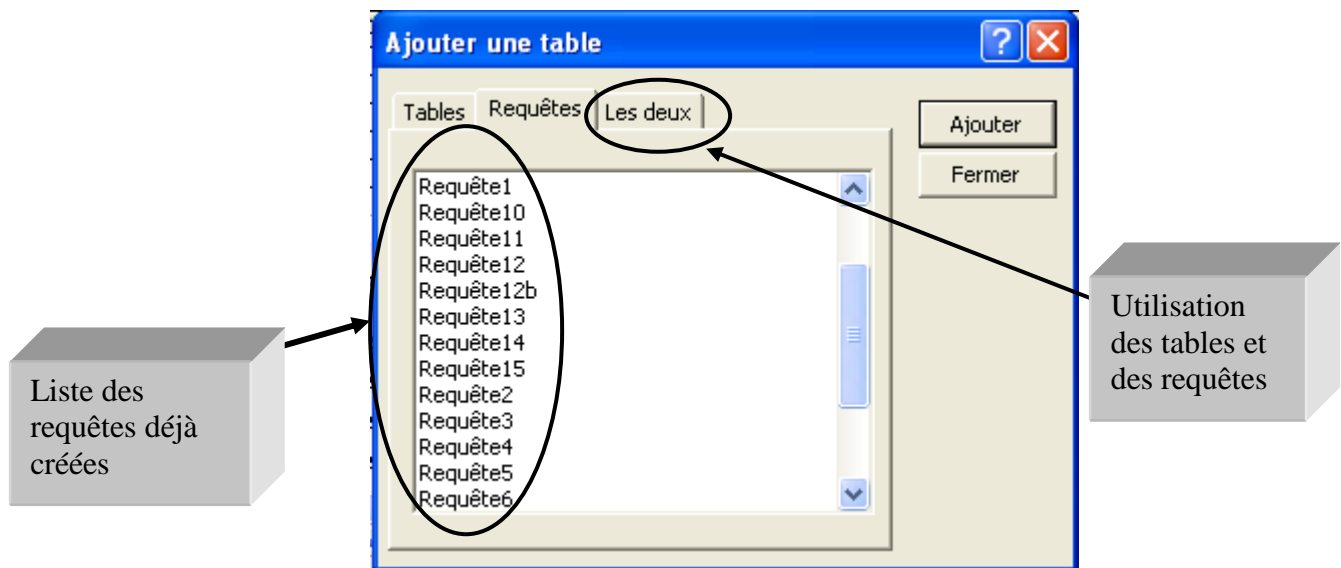 Ajouter une table
Tables
Requêtes
Les deux
Ajouter
Fermer
Requête1
Requête10
Requête11
Requête12
Requête12b
Requête13
Requête14
Requête15
Requête2
Requête3
Requête4
Requête5
Requête6
Liste des
requêtes déjà
créées
Utilisation
des tables et
des requêtes